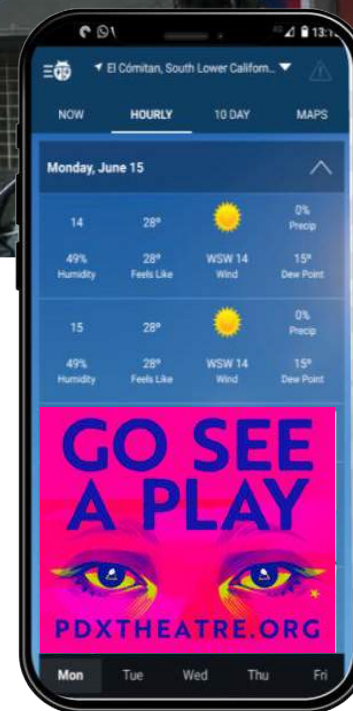 13:1
El Cómitan, South Lower Californ...
NOW HOURLY 10 DAY MAPS
Monday, June 15
14 28° 0%
Precip
49% 28° WSW 14 15°
Humidity Feels Like Wind Dew Point
15 28° 0%
Precip
49% 28° WSW 14 15°
Humidity Feels Like Wind Dew Point
GO SEE
A PLAY
PDXTHEATRE.ORG
Mon Tue Wed Thu Fri